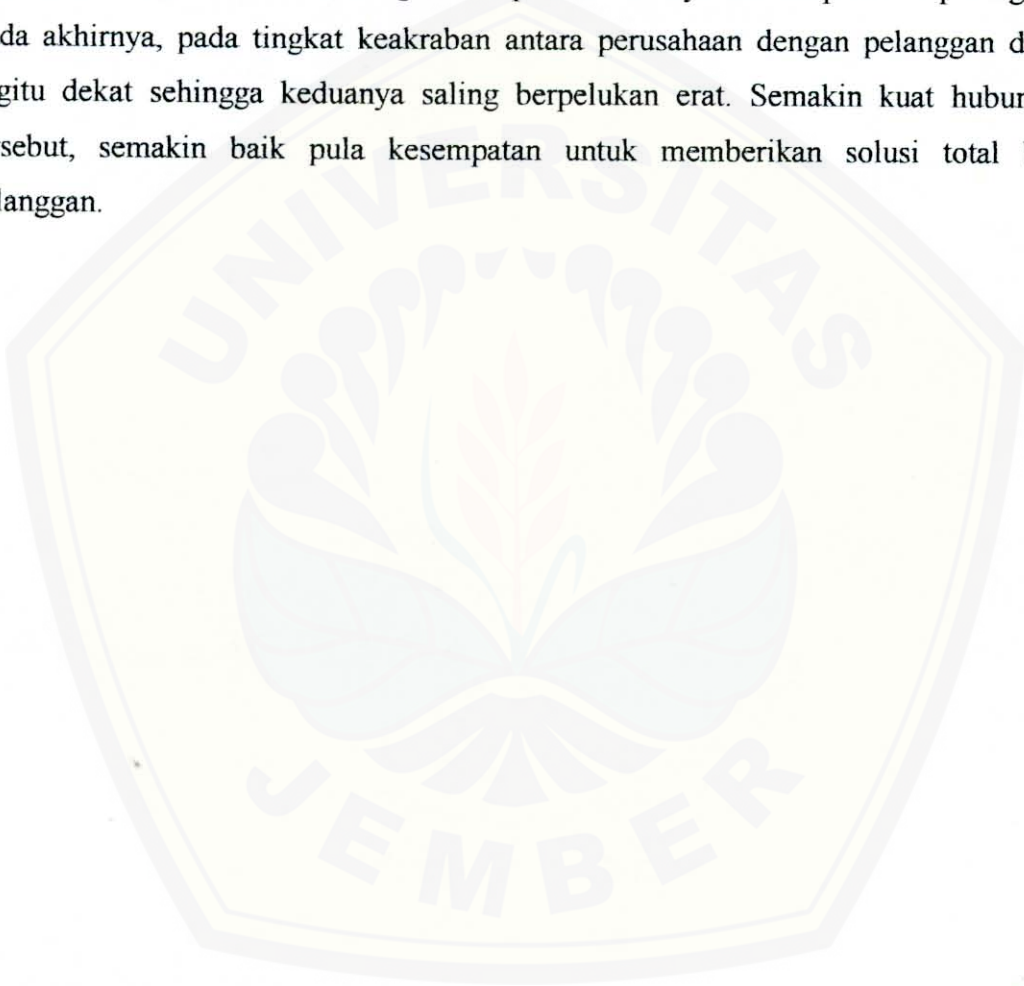 da akhirnya, pada tingkat keakraban antara perusahaan dengan pelanggan
gitu dekat sehingga keduanya saling berpelukan erat. Semakin kuat
sebut, semakin baik pula kesempatan untuk memberikan solusi total
langgan.
UNIVERSITAS
JEMBER